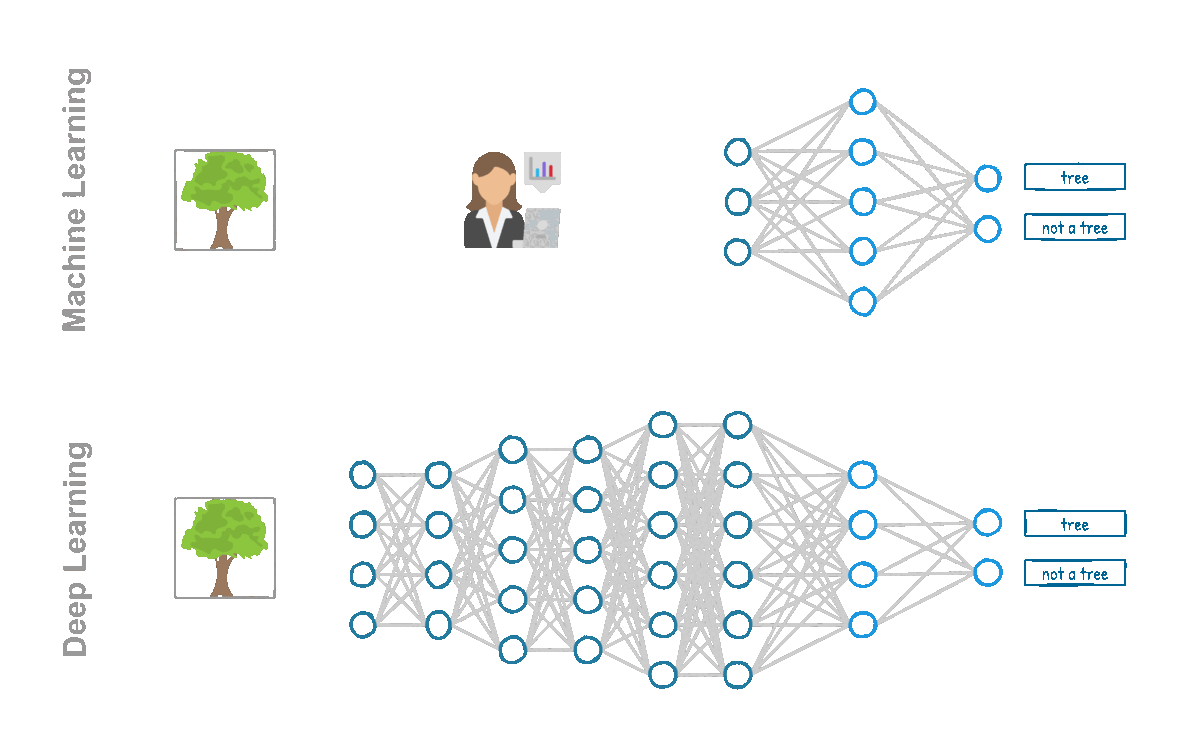 Machine Learning
tree
not a tree
Deep Learning
tree
not a tree